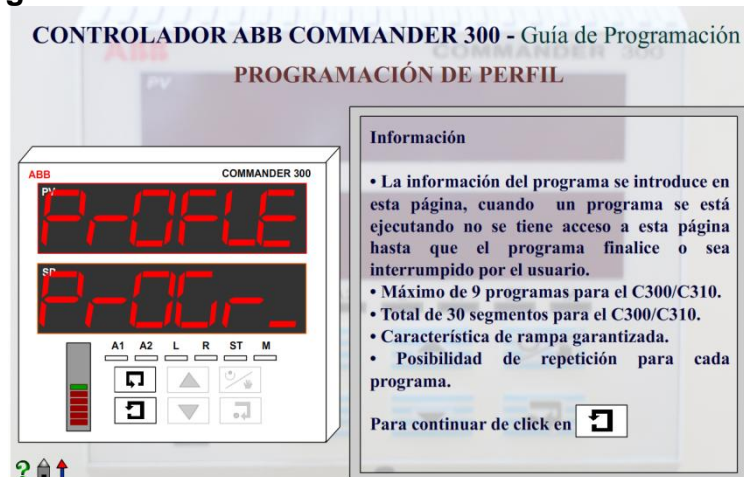 g
CONTROLADOR ABB COMMANDER 300 - Guía de Programación
PROGRAMACIÓN DE PERFIL
ABB
COMMANDER 300
PV
PrOFLE
SP
PrOGr_
A1 A2 L R ST M
Información
• La información del programa se introduce en
esta página, cuando un programa se está
ejecutando no se tiene acceso a esta página
hasta que el programa finalice o sea
interrumpido por el usuario.
• Máximo de 9 programas para el C300/C310.
• Total de 30 segmentos para el C300/C310.
• Característica de rampa garantizada.
• Posibilidad de repetición para cada
programa.
Para continuar de click en
?